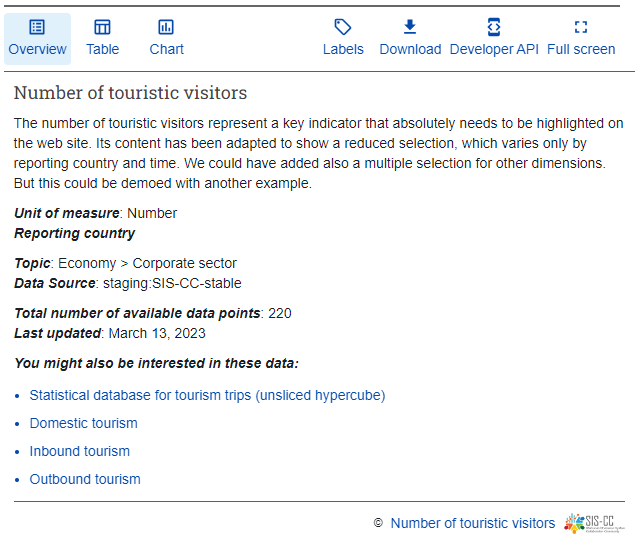 Overview Table Chart Labels Download Developer API Full screen
Number of touristic visitors
The number of touristic visitors represent a key indicator that absolutely needs to be highlighted on
the web site. Its content has been adapted to show a reduced selection, which varies only by
reporting country and time. We could have added also a multiple selection for other dimensions.
But this could be demoed with another example.
Unit of measure: Number
Reporting country
Topic: Economy > Corporate sector
Data Source: staging:SIS-CC-stable
Total number of available data points: 220
Last updated: March 13, 2023
You might also be interested in these data:
• Statistical database for tourism trips (unsliced hypercube)
• Domestic tourism
• Inbound tourism
• Outbound tourism
© Number of touristic visitors SIS-CC